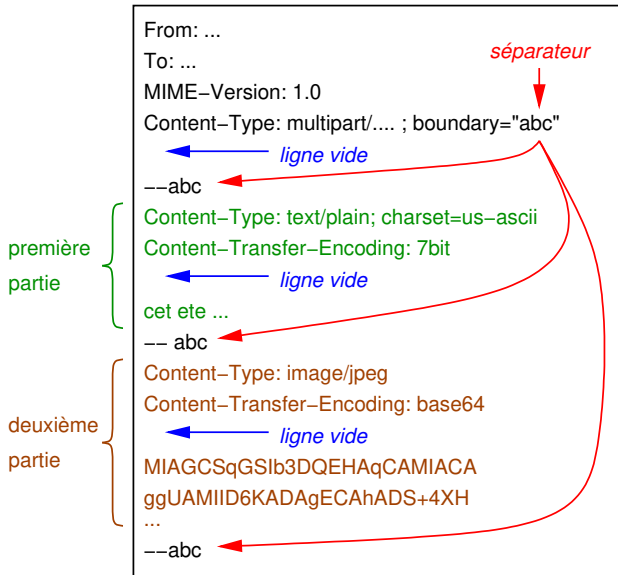 From: ...
To: ...
séparateur
MIME−Version: 1.0
Content−Type: multipart/.... ; boundary="abc"
ligne vide
−−abc
première
partie
Content−Type: text/plain; charset=us−ascii
Content−Transfer−Encoding: 7bit
ligne vide
cet ete ...
−− abc
deuxième
partie
Content−Type: image/jpeg
Content−Transfer−Encoding: base64
ligne vide
MIAGCSqGSIb3DQEHAqCAMIACA
ggUAMIID6KADAgECAhADS+4XH
...
−−abc